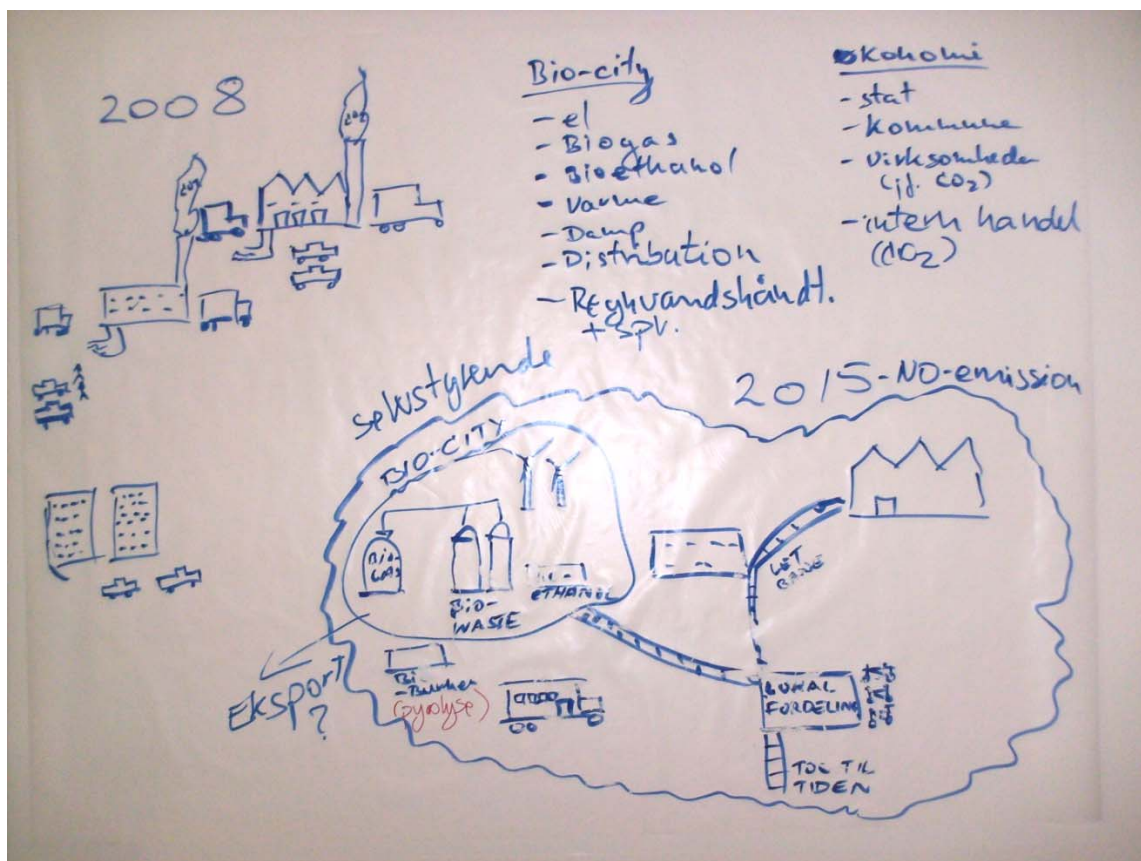 2008
CO2
CO2
Bio-city
- el
- Biogas
- Bioethanol
- Varme
- Damp
- Distribution
- Regnvandshåndt.
+ spv.
Økonomi
- stat
- Kommune
- virksomheder
(jf. CO2)
- intern handel
(CO2)
selvstyrende
2015-NO-emission
BIO-CITY
BIO-
GAS
BIO-
WASTE
ETHANOL
LET
BANE
Eksport
?
Bio
-Bunker
(pyrolyse)
LOKAL
FORDELING
TOG TIL
TIDEN